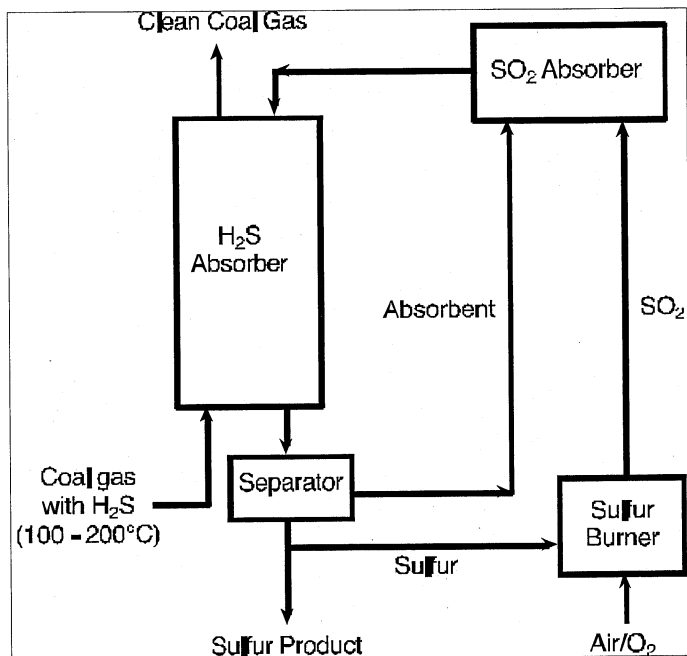 Clean Coal Gas
SO₂ Absorber
H₂S
Absorber
Absorbent
SO₂
Coal gas
with H₂S
(100 - 200°C)
Separator
Sulfur
Burner
Sulfur
Sulfur Product
Air/O₂